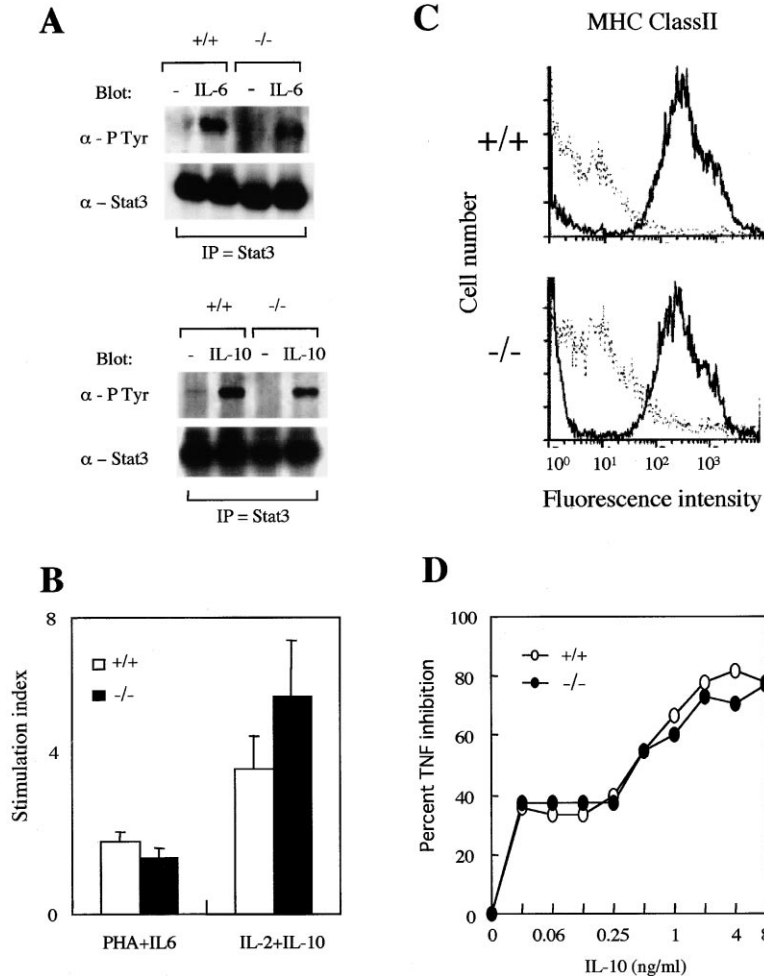 A
+/+ -/-
Blot: - IL-6 - IL-6
α - P Tyr
α – Stat3
IP = Stat3
+/+ -/-
Blot: - IL-10 - IL-10
α - P Tyr
α – Stat3
IP = Stat3
B
8
4
0
Stimulation index
+/+
-/-
PHA+IL6 IL-2+IL-10
C
MHC ClassII
+/+
-/-
Cell number
10⁰ 10¹ 10² 10³
Fluorescence intensity
D
100
80
60
40
20
0
Percent TNF inhibition
+/+
-/-
0 0.06 0.25 1 4 8
IL-10 (ng/ml)